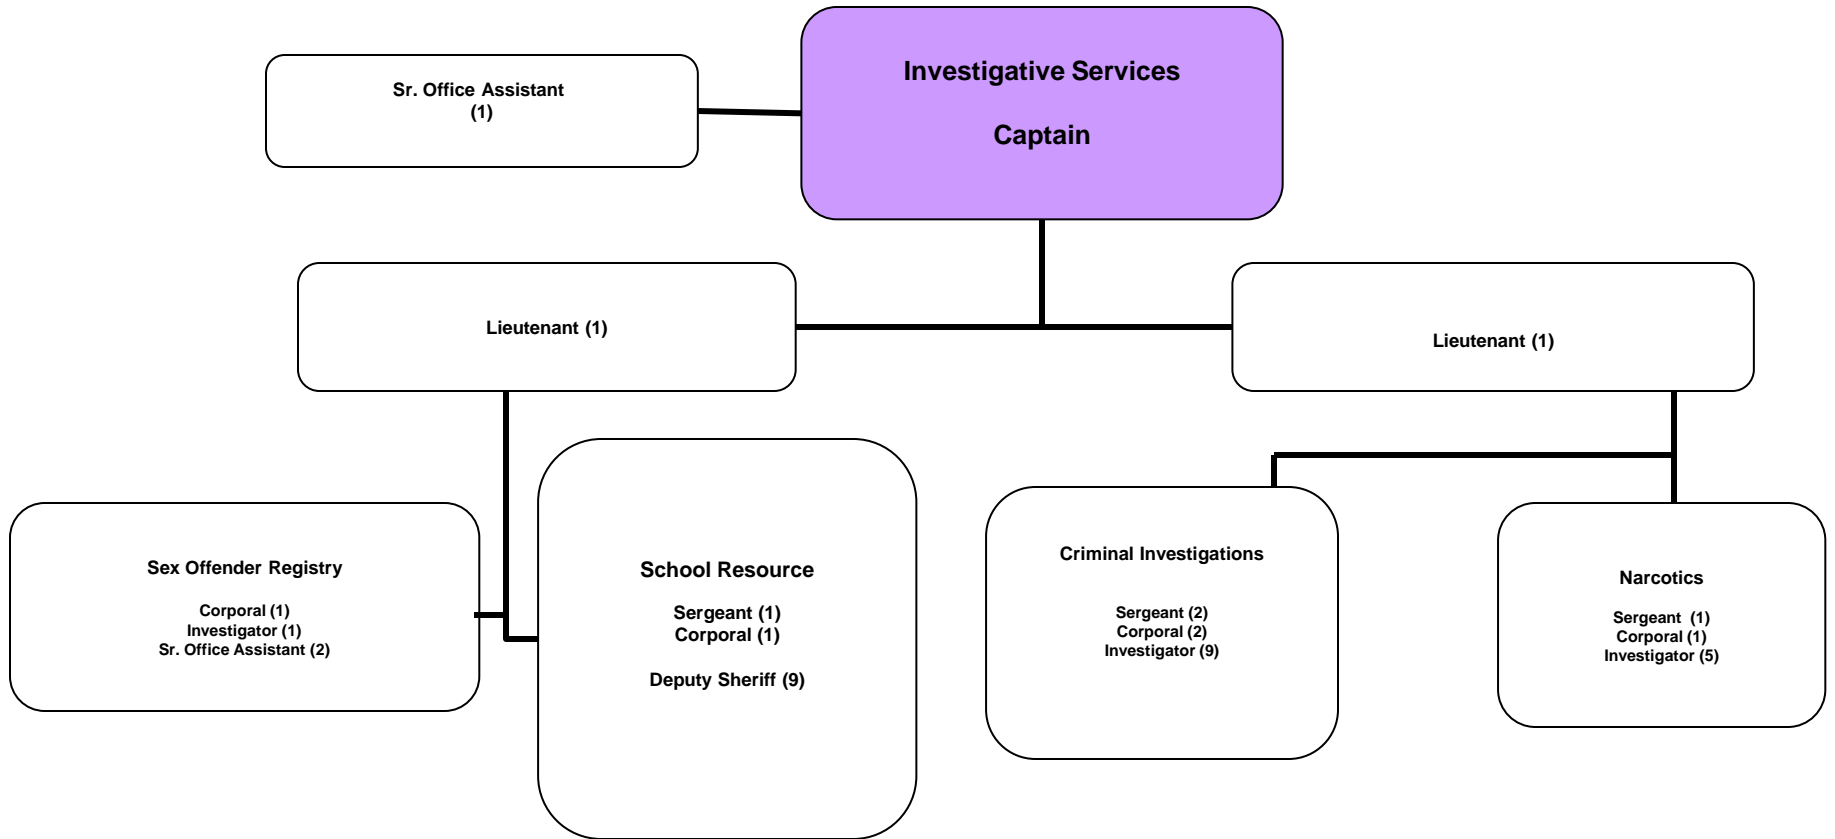 Sr. Office Assistant
(1)
Investigative Services
Captain
Lieutenant (1)
Lieutenant (1)
Sex Offender Registry
Corporal (1)
Investigator (1)
Sr. Office Assistant (2)
School Resource
Sergeant (1)
Corporal (1)
Deputy Sheriff (9)
Criminal Investigations
Sergeant (2)
Corporal (2)
Investigator (9)
Narcotics
Sergeant (1)
Corporal (1)
Investigator (5)